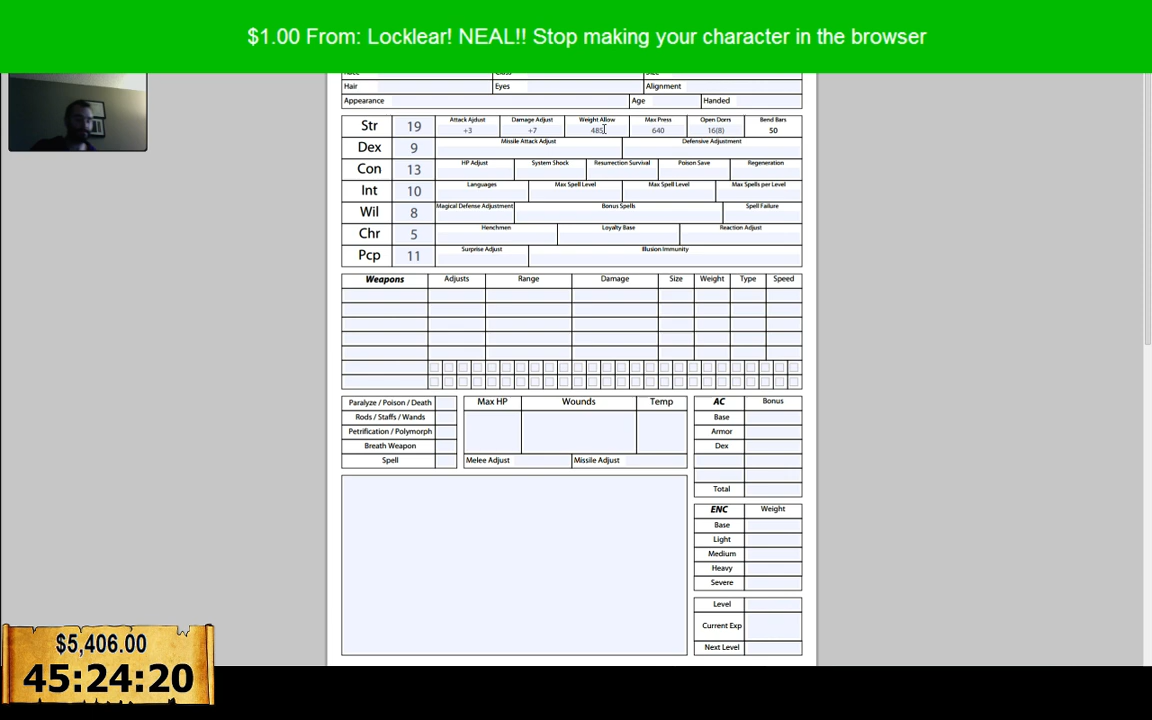 $1.00 From: Locklear! NEAL!! Stop making your character in the browser
Hair Eyes Alignment
Appearance Age Handed
Str 19 Attack Ajdust +3 Damage Adjust +7 Weight Allow 485 Max Press 640 Open Dorrs 16(8) Bend Bars 50
Dex 9 Missile Attack Adjust Defensive Adjustment
Con 13 HP Adjust System Shock Resurrection Survival Poison Save Regeneration
Int 10 Languages Max Spell Level Max Spell Level Max Spells per Level
Wil 8 Magical Defense Adjustment Bonus Spells Spell Failure
Chr 5 Henchmen Loyalty Base Reaction Adjust
Pcp 11 Surprise Adjust Illusion Immunity
Weapons Adjusts Range Damage Size Weight Type Speed
Paralyze / Poison / Death
Rods / Staffs / Wands
Petrification / Polymorph
Breath Weapon
Spell
Max HP Wounds Temp
Melee Adjust Missile Adjust
AC Bonus
Base
Armor
Dex
Total
ENC Weight
Base
Light
Medium
Heavy
Severe
Level
Current Exp
Next Level
$5,406.00
45:24:20